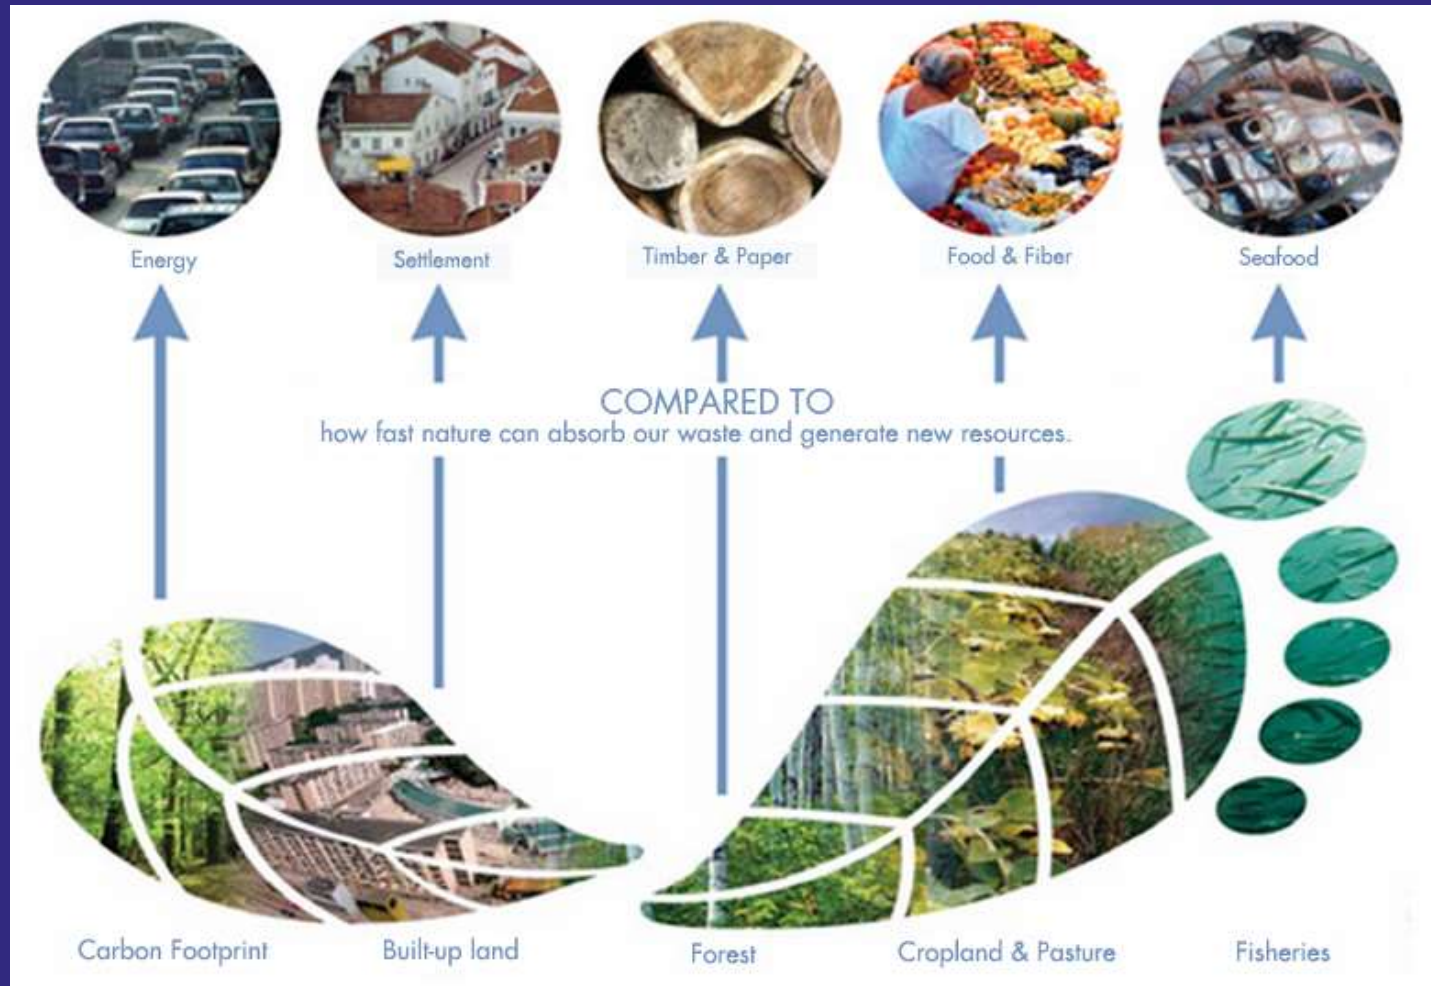 Energy
Settlement
Timber & Paper
Food & Fiber
Seafood
COMPARED TO
how fast nature can absorb our waste and generate new resources.
Carbon Footprint
Built-up land
Forest
Cropland & Pasture
Fisheries